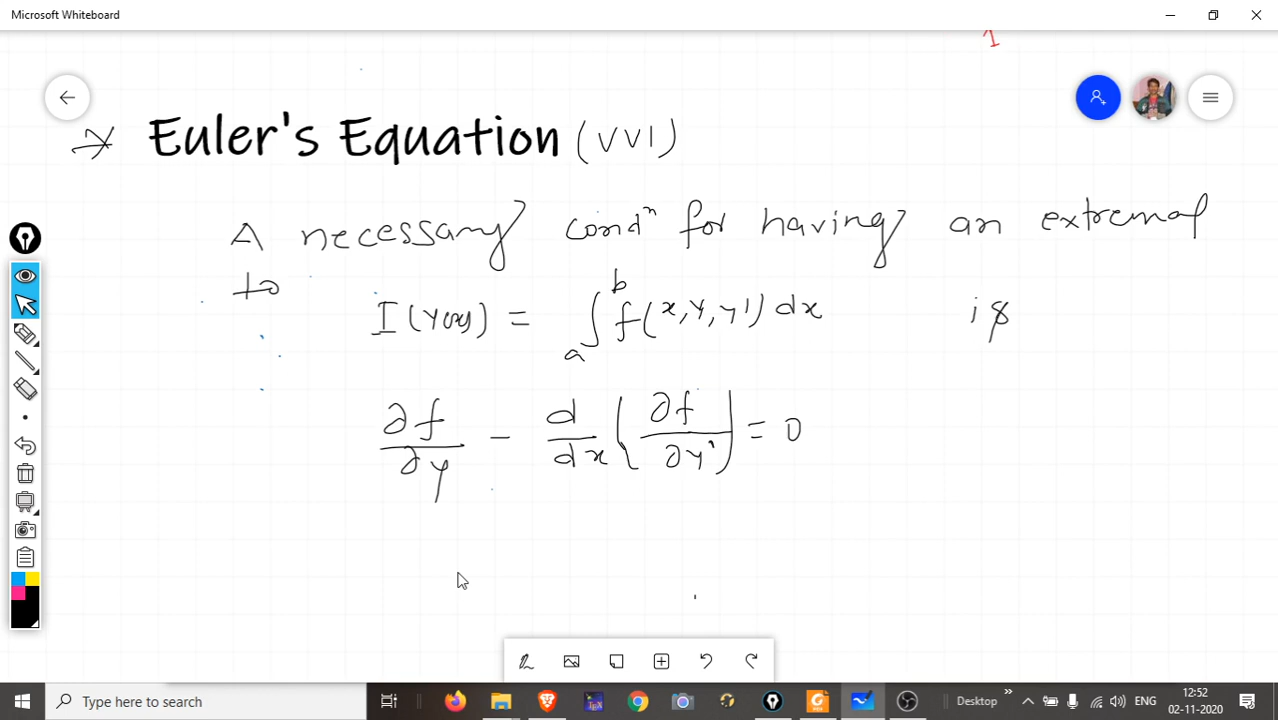 Microsoft Whiteboard
1
→ Euler's Equation (VVI)
A necessary condⁿ for having an extremal
to
I(y(x)) = ∫ₐᵇ f(x, y, y') dx is
∂f/∂y - d/dx (∂f/∂y') = 0
Type here to search
Desktop
»
ENG
12:52
02-11-2020